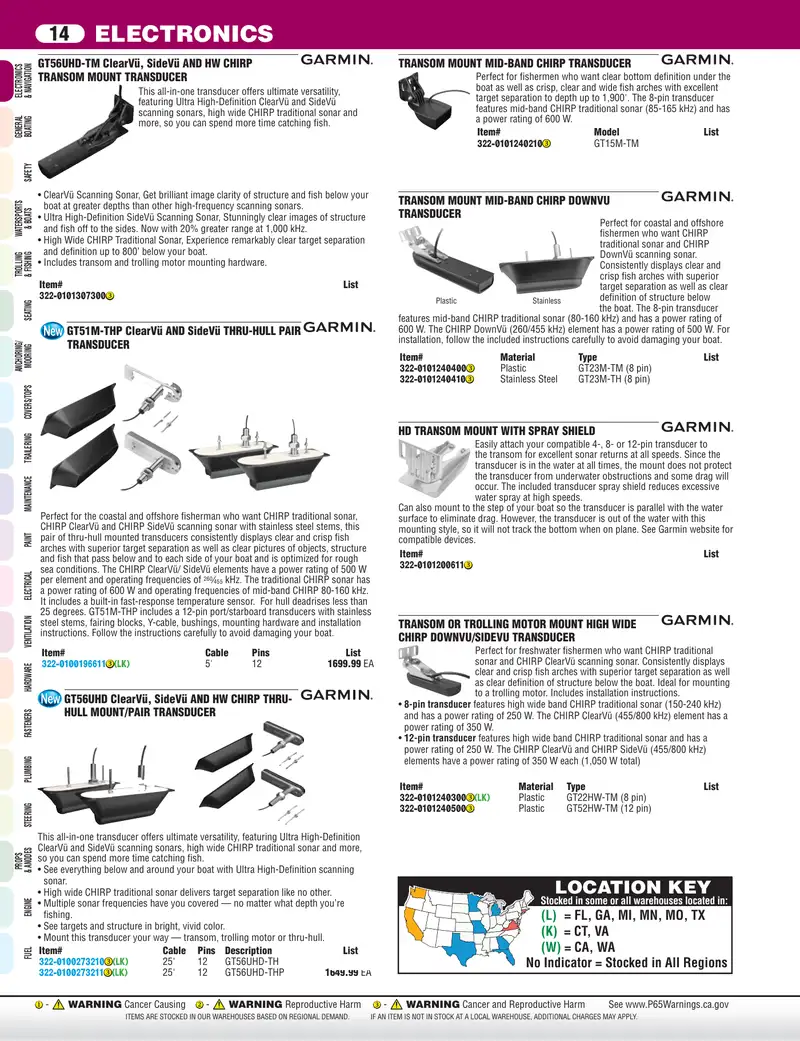 14 ELECTRONICS
ELECTRONICS
& NAVIGATION
GENERAL
BOATING
SAFETY
WATERSPORTS
& BOATS
TROLLING
& FISHING
SEATING
ANCHORING/
MOORING
COVERS/TOPS
TRAILERING
MAINTENANCE
PAINT
ELECTRICAL
VENTILATION
HARDWARE
FASTENERS
PLUMBING
STEERING
PROPS
& ANODES
ENGINE
FUEL
GT56UHD-TM ClearVü, SideVü AND HW CHIRP
TRANSOM MOUNT TRANSDUCER
GARMIN.
This all-in-one transducer offers ultimate versatility,
featuring Ultra High-Definition ClearVü and SideVü
scanning sonars, high wide CHIRP traditional sonar and
more, so you can spend more time catching fish.
• ClearVü Scanning Sonar, Get brilliant image clarity of structure and fish below your
boat at greater depths than other high-frequency scanning sonars.
• Ultra High-Definition SideVü Scanning Sonar, Stunningly clear images of structure
and fish off to the sides. Now with 20% greater range at 1,000 kHz.
• High Wide CHIRP Traditional Sonar, Experience remarkably clear target separation
and definition up to 800' below your boat.
• Includes transom and trolling motor mounting hardware.
Item# List
322-0101307300 3
New GT51M-THP ClearVü AND SideVü THRU-HULL PAIR
TRANSDUCER
GARMIN.
Perfect for the coastal and offshore fisherman who want CHIRP traditional sonar,
CHIRP ClearVü and CHIRP SideVü scanning sonar with stainless steel stems, this
pair of thru-hull mounted transducers consistently displays clear and crisp fish
arches with superior target separation as well as clear pictures of objects, structure
and fish that pass below and to each side of your boat and is optimized for rough
sea conditions. The CHIRP ClearVü/ SideVü elements have a power rating of 500 W
per element and operating frequencies of 260/455 kHz. The traditional CHIRP sonar has
a power rating of 600 W and operating frequencies of mid-band CHIRP 80-160 kHz.
It includes a built-in fast-response temperature sensor. For hull deadrises less than
25 degrees. GT51M-THP includes a 12-pin port/starboard transducers with stainless
steel stems, fairing blocks, Y-cable, bushings, mounting hardware and installation
instructions. Follow the instructions carefully to avoid damaging your boat.
Item# Cable Pins List
322-0100196611 3 (LK) 5' 12 1699.99 EA
New GT56UHD ClearVü, SideVü AND HW CHIRP THRU-
HULL MOUNT/PAIR TRANSDUCER
GARMIN.
This all-in-one transducer offers ultimate versatility, featuring Ultra High-Definition
ClearVü and SideVü scanning sonars, high wide CHIRP traditional sonar and more,
so you can spend more time catching fish.
• See everything below and around your boat with Ultra High-Definition scanning
sonar.
• High wide CHIRP traditional sonar delivers target separation like no other.
• Multiple sonar frequencies have you covered — no matter what depth you're
fishing.
• See targets and structure in bright, vivid color.
• Mount this transducer your way — transom, trolling motor or thru-hull.
Item# Cable Pins Description List
322-0100273210 3 (LK) 25' 12 GT56UHD-TH
322-0100273211 3 (LK) 25' 12 GT56UHD-THP 1649.99 EA
TRANSOM MOUNT MID-BAND CHIRP TRANSDUCER
GARMIN.
Perfect for fishermen who want clear bottom definition under the
boat as well as crisp, clear and wide fish arches with excellent
target separation to depth up to 1,900'. The 8-pin transducer
features mid-band CHIRP traditional sonar (85-165 kHz) and has
a power rating of 600 W.
Item# Model List
322-0101240210 3 GT15M-TM
TRANSOM MOUNT MID-BAND CHIRP DOWNVU
TRANSDUCER
GARMIN.
Plastic Stainless
Perfect for coastal and offshore
fishermen who want CHIRP
traditional sonar and CHIRP
DownVü scanning sonar.
Consistently displays clear and
crisp fish arches with superior
target separation as well as clear
definition of structure below
the boat. The 8-pin transducer
features mid-band CHIRP traditional sonar (80-160 kHz) and has a power rating of
600 W. The CHIRP DownVü (260/455 kHz) element has a power rating of 500 W. For
installation, follow the included instructions carefully to avoid damaging your boat.
Item# Material Type List
322-0101240400 3 Plastic GT23M-TM (8 pin)
322-0101240410 3 Stainless Steel GT23M-TH (8 pin)
HD TRANSOM MOUNT WITH SPRAY SHIELD
GARMIN.
Easily attach your compatible 4-, 8- or 12-pin transducer to
the transom for excellent sonar returns at all speeds. Since the
transducer is in the water at all times, the mount does not protect
the transducer from underwater obstructions and some drag will
occur. The included transducer spray shield reduces excessive
water spray at high speeds.
Can also mount to the step of your boat so the transducer is parallel with the water
surface to eliminate drag. However, the transducer is out of the water with this
mounting style, so it will not track the bottom when on plane. See Garmin website for
compatible devices.
Item# List
322-0101200611 3
TRANSOM OR TROLLING MOTOR MOUNT HIGH WIDE
CHIRP DOWNVU/SIDEVU TRANSDUCER
GARMIN.
Perfect for freshwater fishermen who want CHIRP traditional
sonar and CHIRP ClearVü scanning sonar. Consistently displays
clear and crisp fish arches with superior target separation as well
as clear definition of structure below the boat. Ideal for mounting
to a trolling motor. Includes installation instructions.
• 8-pin transducer features high wide band CHIRP traditional sonar (150-240 kHz)
and has a power rating of 250 W. The CHIRP ClearVü (455/800 kHz) element has a
power rating of 350 W.
• 12-pin transducer features high wide band CHIRP traditional sonar and has a
power rating of 250 W. The CHIRP ClearVü and CHIRP SideVü (455/800 kHz)
elements have a power rating of 350 W each (1,050 W total)
Item# Material Type List
322-0101240300 3 (LK) Plastic GT22HW-TM (8 pin)
322-0101240500 3 Plastic GT52HW-TM (12 pin)
LOCATION KEY
Stocked in some or all warehouses located in:
(L) = FL, GA, MI, MN, MO, TX
(K) = CT, VA
(W) = CA, WA
No Indicator = Stocked in All Regions
1 - WARNING Cancer Causing 2 - WARNING Reproductive Harm 3 - WARNING Cancer and Reproductive Harm See www.P65Warnings.ca.gov
ITEMS ARE STOCKED IN OUR WAREHOUSES BASED ON REGIONAL DEMAND. IF AN ITEM IS NOT IN STOCK AT A LOCAL WAREHOUSE, ADDITIONAL CHARGES MAY APPLY.